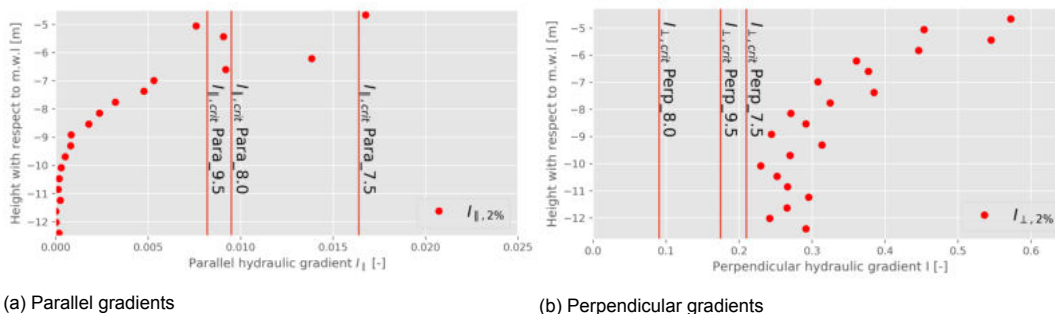 Height with respect to m.w.l [m]
-5
-6
-7
-8
-9
-10
-11
-12
I∥,crit Para_9.5
I∥,crit Para_8.0
I∥,crit Para_7.5
I∥,2%
0.000
0.005
0.010
0.015
0.020
0.025
Parallel hydraulic gradient I∥ [-]
(a) Parallel gradients
Height with respect to m.w.l [m]
-5
-6
-7
-8
-9
-10
-11
-12
I⊥,crit Perp_8.0
I⊥,crit Perp_9.5
I⊥,crit Perp_7.5
I⊥,2%
0.0
0.1
0.2
0.3
0.4
0.5
0.6
Perpendicular hydraulic gradient I [-]
(b) Perpendicular gradients